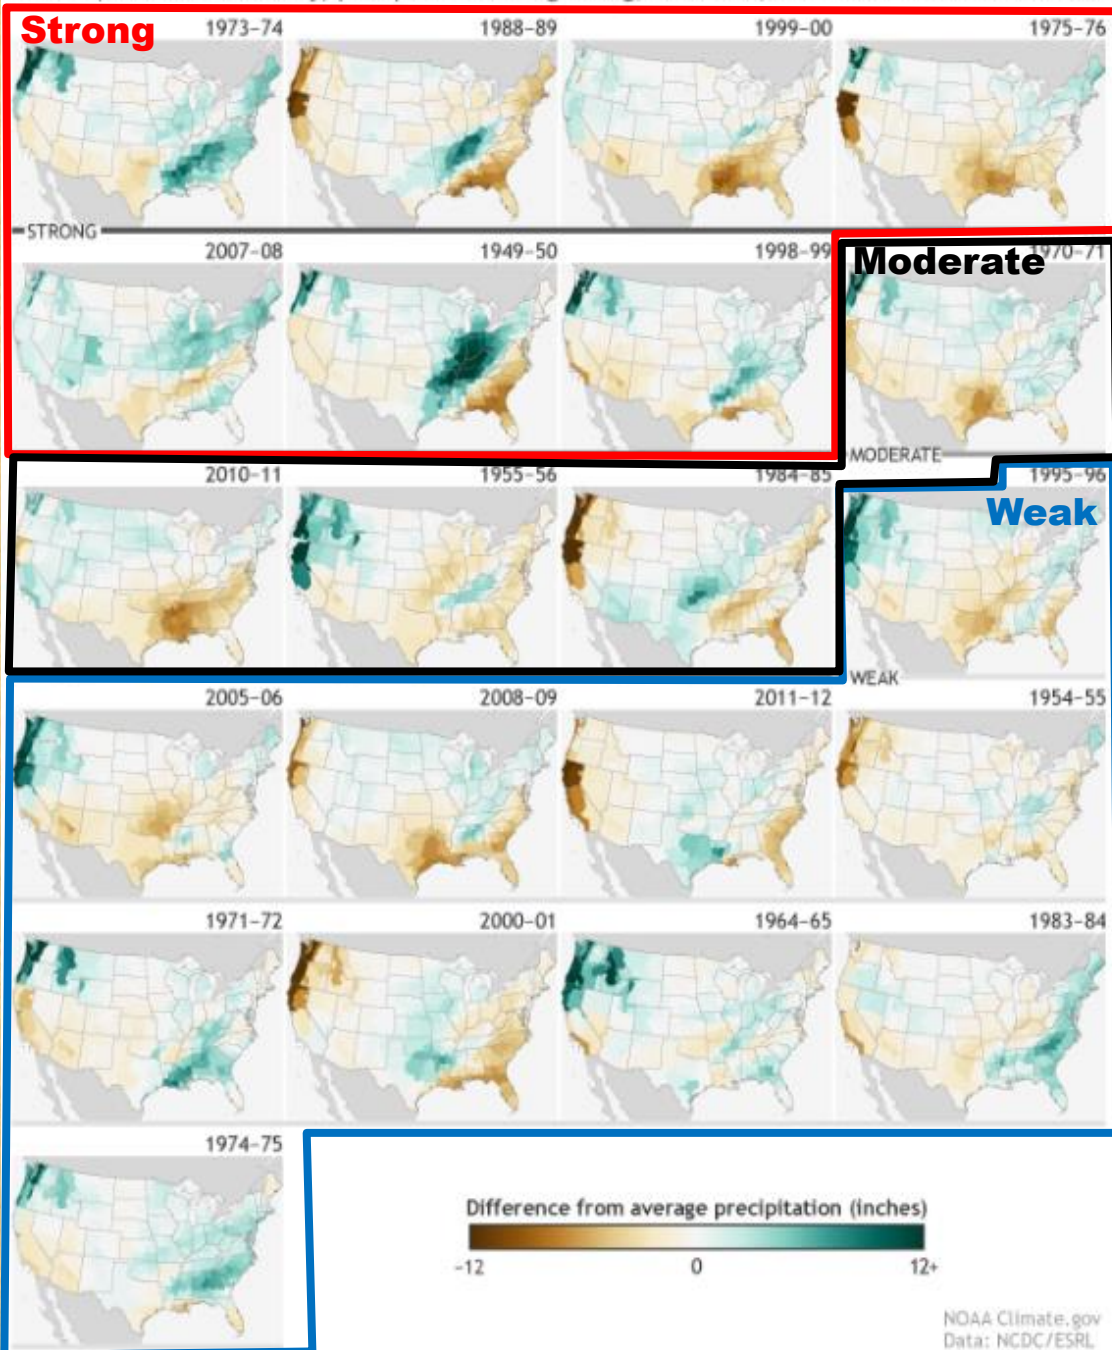 Strong
1973-74
1988-89
1999-00
1975-76
STRONG
2007-08
1949-50
1998-99
Moderate
1970-71
MODERATE
2010-11
1955-56
1984-85
1995-96
Weak
WEAK
2005-06
2008-09
2011-12
1954-55
1971-72
2000-01
1964-65
1983-84
1974-75
Difference from average precipitation (inches)
-12 0 12+
NOAA Climate.gov
Data: NCDC/ESRL